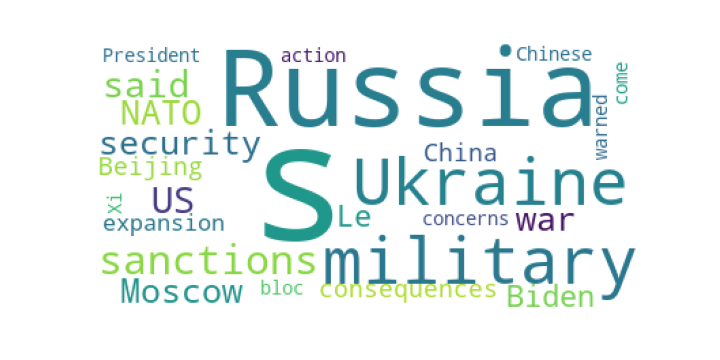 President
action
Chinese
Russia
said
come
NATO
warned
security
China
Beijing
S
Ukraine
US
Xi
Le
concerns
war
expansion
sanctions
military
Moscow
bloc
consequences
Biden